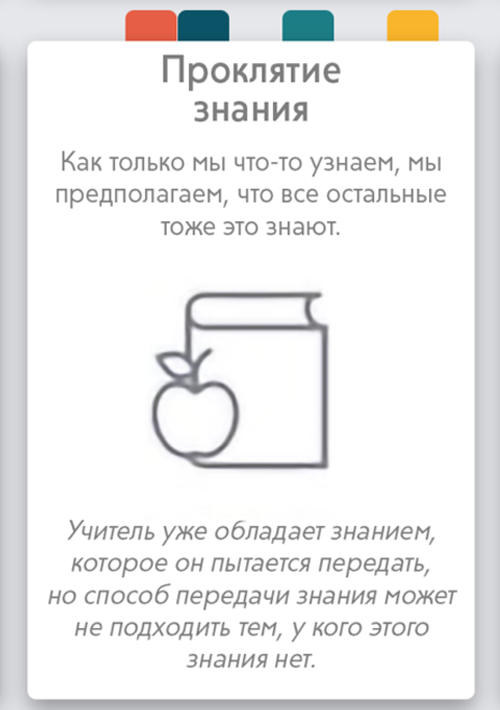 Проклятие
знания
Как только мы что-то узнаем, мы
предполагаем, что все остальные
тоже это знают.
Учитель уже обладает знанием,
которое он пытается передать,
но способ передачи знания может
не подходить тем, у кого этого
знания нет.